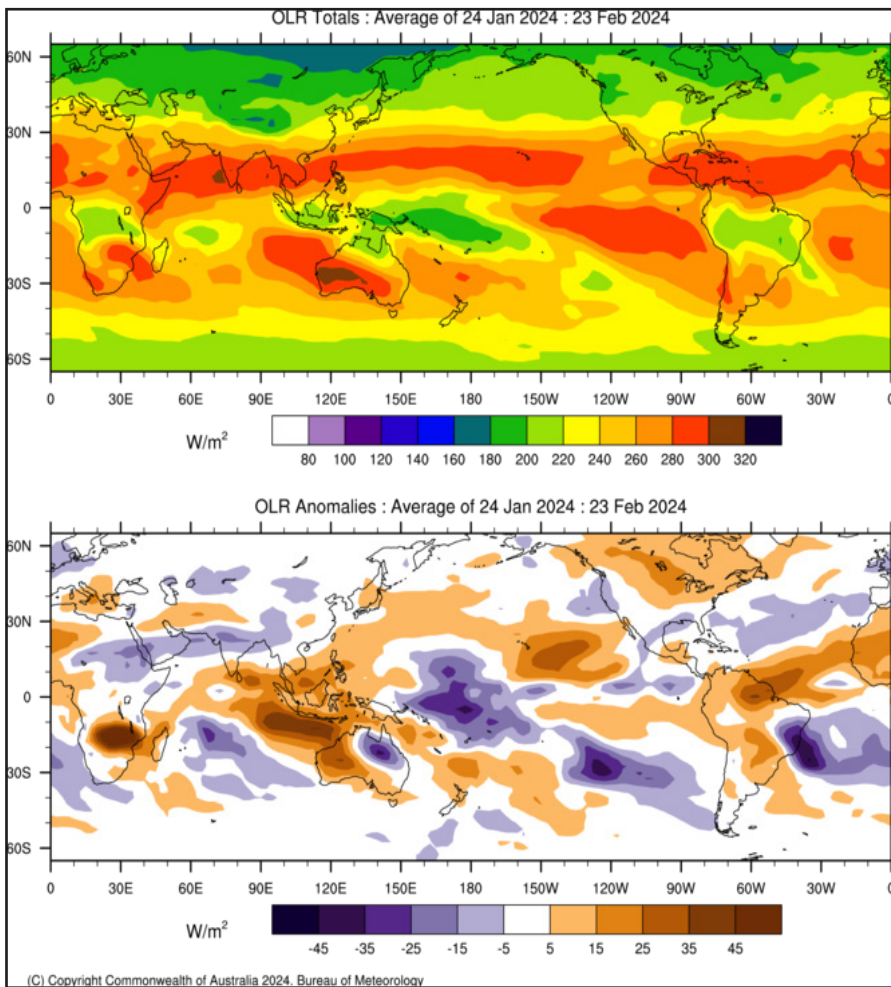 OLR Totals : Average of 24 Jan 2024 : 23 Feb 2024
60N
30N
0
30S
60S
0 30E 60E 90E 120E 150E 180 150W 120W 90W 60W 30W 0
W/m²
80 100 120 140 160 180 200 220 240 260 280 300 320
OLR Anomalies : Average of 24 Jan 2024 : 23 Feb 2024
60N
30N
0
30S
60S
0 30E 60E 90E 120E 150E 180 150W 120W 90W 60W 30W 0
W/m²
-45 -35 -25 -15 -5 5 15 25 35 45
(C) Copyright Commonwealth of Australia 2024. Bureau of Meteorology